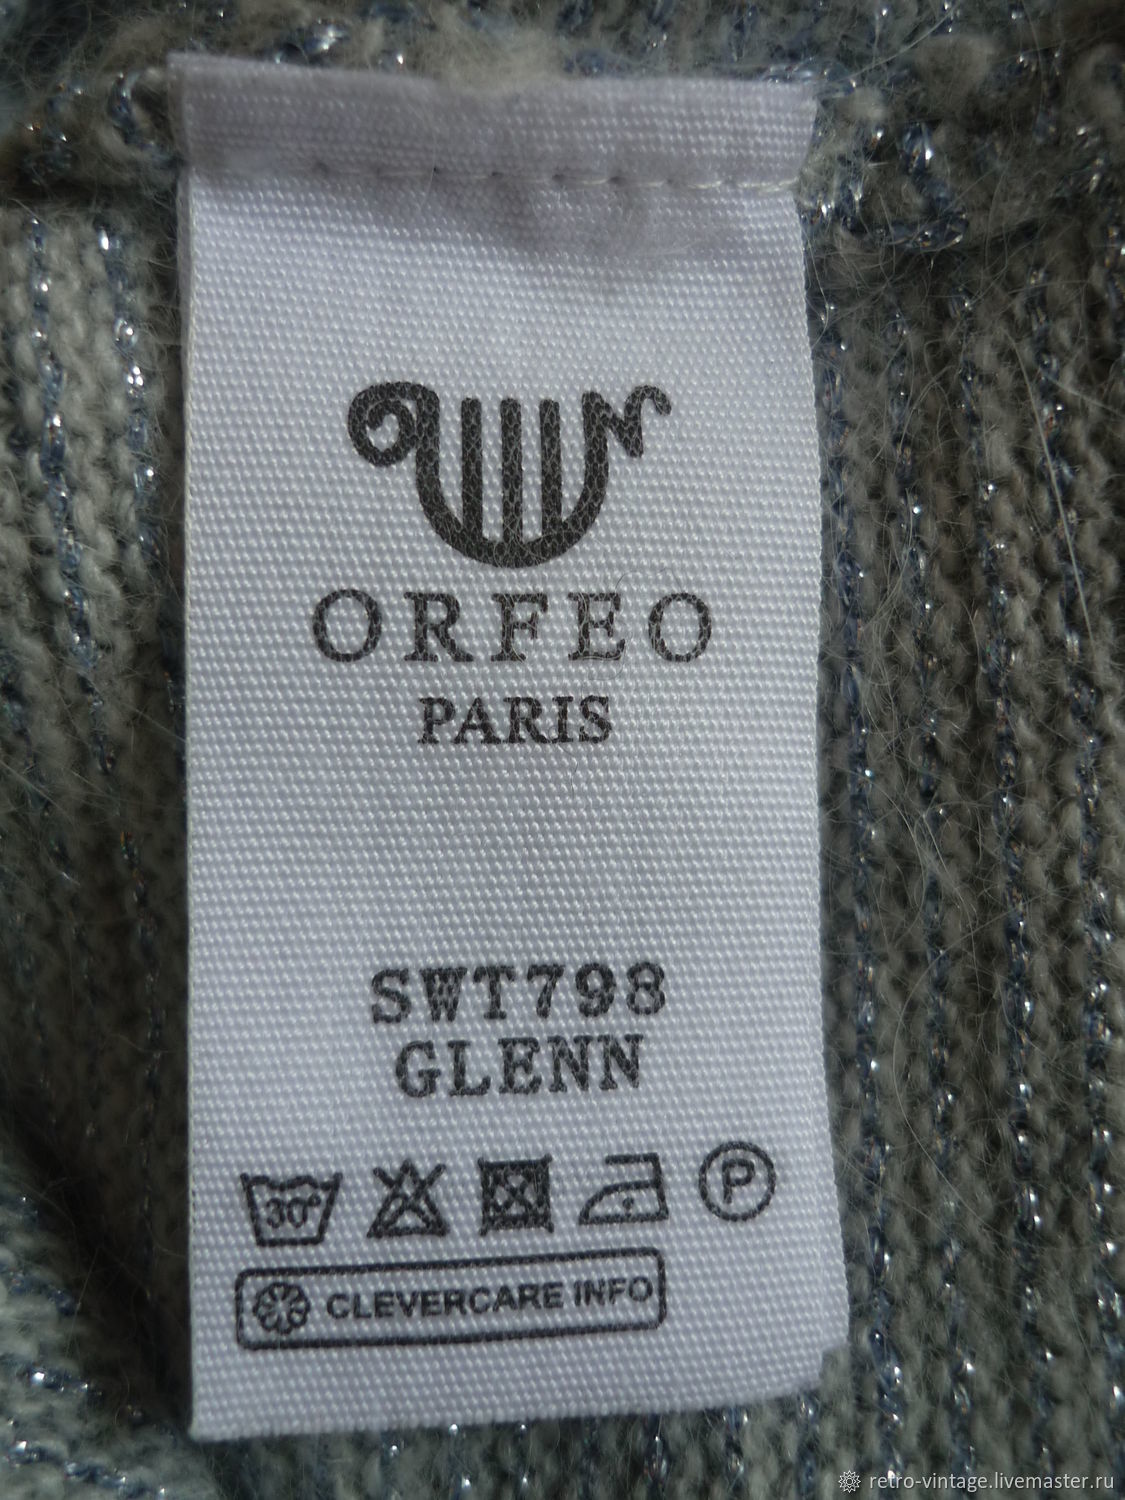 ORFEO
PARIS
SWT798
GLENN
30°
P
CLEVERCARE INFO
retro-vintage.livemaster.ru